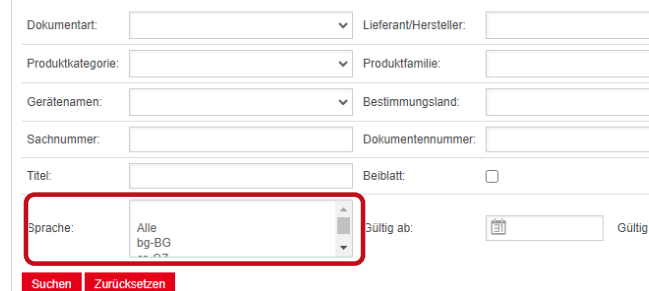 Dokumentart: Lieferant/Hersteller:
Produktkategorie: Produktfamilie:
Gerätenamen: Bestimmungsland:
Sachnummer: Dokumentennummer:
Titel: Beiblatt:
Sprache: Alle Gültig ab: 31 Gültig
bg-BG
Suchen Zurücksetzen